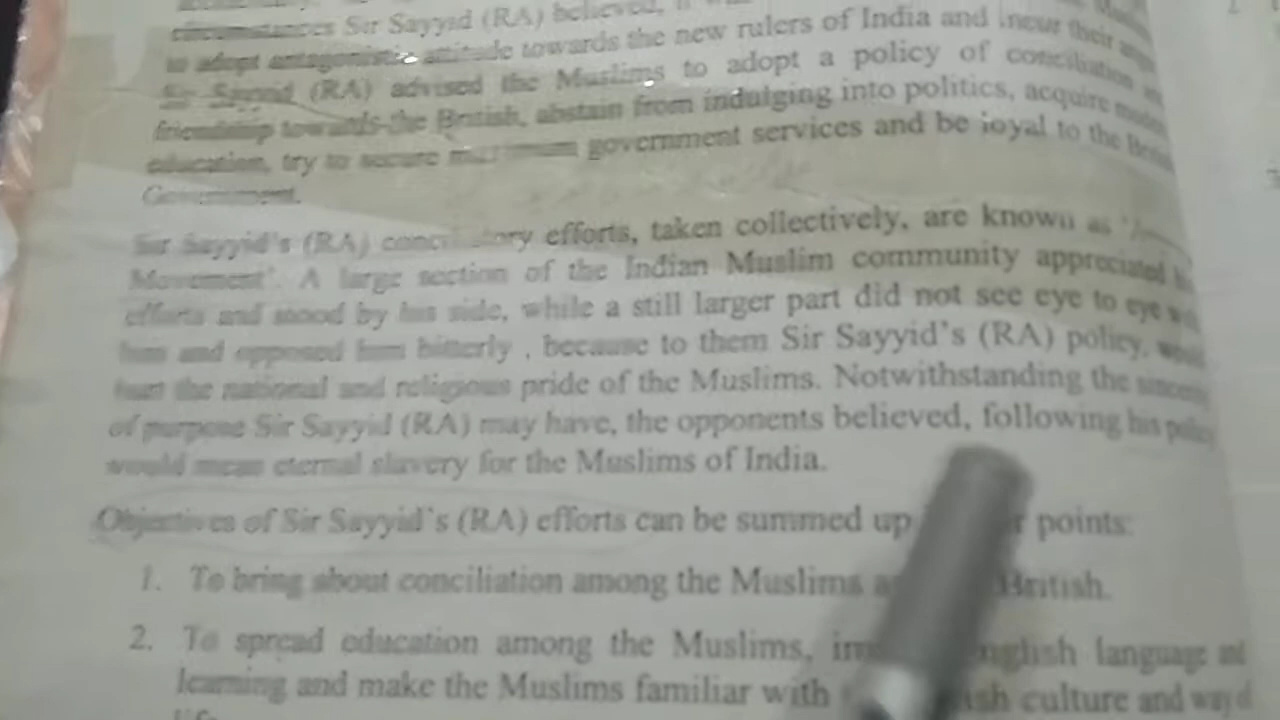 circumstances Sir Sayyid (RA) believed, it
to adopt antagonistic attitude towards the new rulers of India and incur their
Sir Sayyid (RA) advised the Muslims to adopt a policy of conciliation
friendship towards the British, abstain from indulging into politics, acquire
education, try to secure government services and be loyal to the
Government.
Sir Sayyid's (RA) efforts, taken collectively, are known as
Movement'. A large section of the Indian Muslim community appreciated
efforts and stood by his side, while a still larger part did not see eye to eye
him and opposed him bitterly , because to them Sir Sayyid's (RA) policy,
hurt the national and religious pride of the Muslims. Notwithstanding the
of purpose Sir Sayyid (RA) may have, the opponents believed, following his
would mean eternal slavery for the Muslims of India.
Objectives of Sir Sayyid's (RA) efforts can be summed up points:
1. To bring about conciliation among the Muslims British.
2. To spread education among the Muslims, language and
learning and make the Muslims familiar with culture and way of